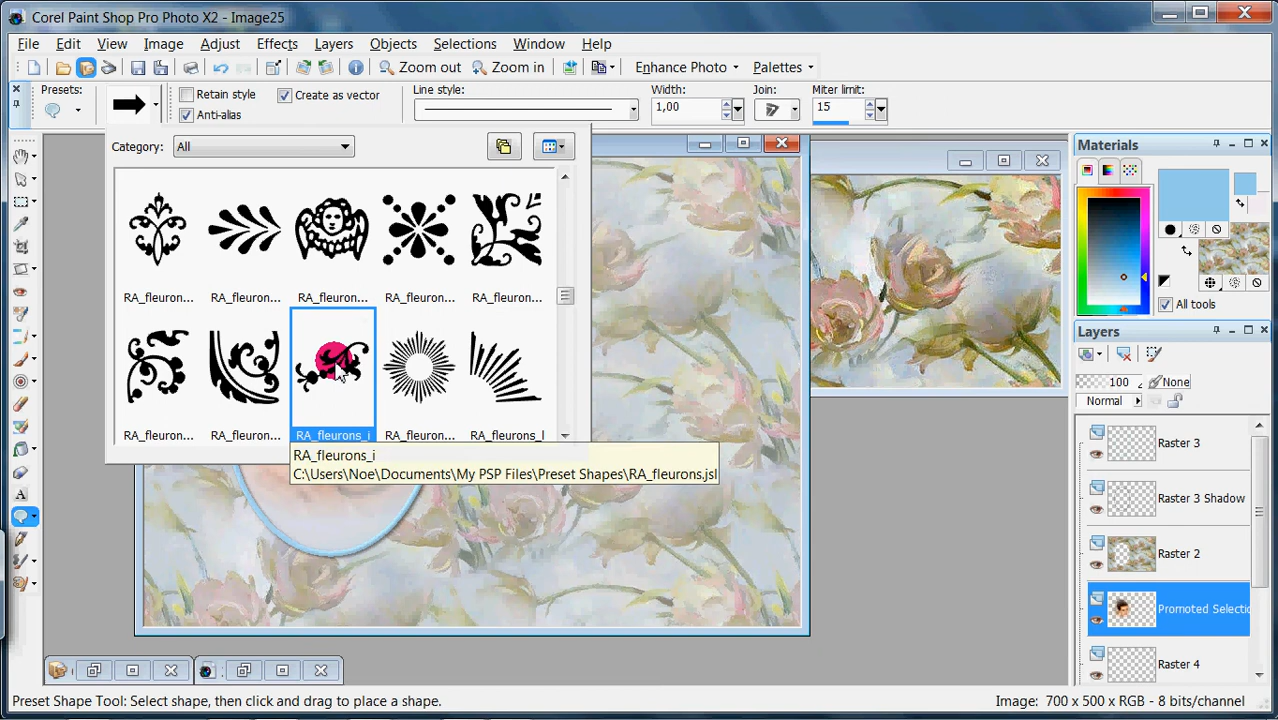 Corel Paint Shop Pro Photo X2 - Image25
File Edit View Image Adjust Effects Layers Objects Selections Window Help
Zoom out Zoom in Enhance Photo Palettes
Presets: Retain style Create as vector Line style: Width: Join: Miter limit:
Anti-alias 1,00 15
Category: All
Materials
RA_fleuron... RA_fleuron... RA_fleuron... RA_fleuron... RA_fleuron...
All tools
Layers
100 None
Normal
RA_fleuron... RA_fleuron... RA_fleurons_i RA_fleuron... RA_fleurons_l
RA_fleurons_i
C:\Users\Noe\Documents\My PSP Files\Preset Shapes\RA_fleurons.jsl
Raster 3
Raster 3 Shadow
Raster 2
Promoted Selectio
Raster 4
A
Preset Shape Tool: Select shape, then click and drag to place a shape.
Image: 700 x 500 x RGB - 8 bits/channel